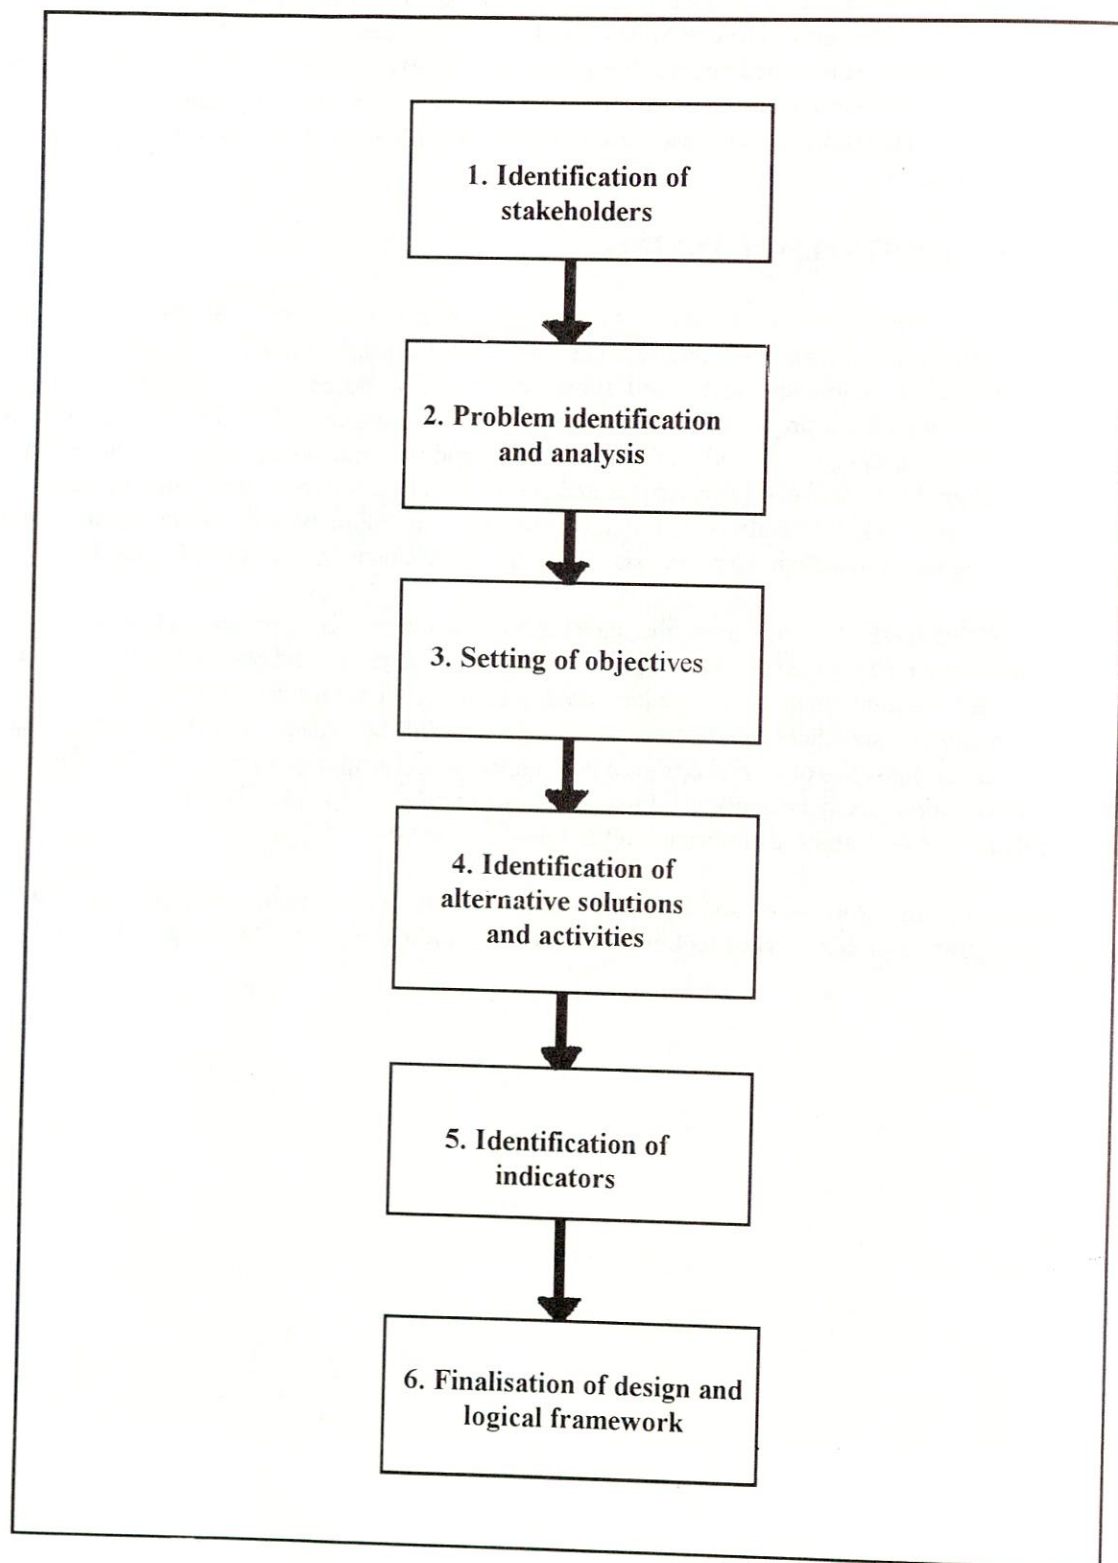 1. Identification of
stakeholders
2. Problem identification
and analysis
3. Setting of objectives
4. Identification of
alternative solutions
and activities
5. Identification of
indicators
6. Finalisation of design and
logical framework